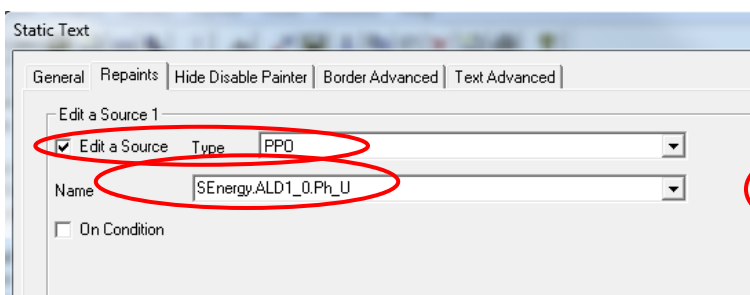 Static Text
General Repaints Hide Disable Painter Border Advanced Text Advanced
Edit a Source 1
Edit a Source Type PPO
Name SEnergy.ALD1_0.Ph_U
On Condition